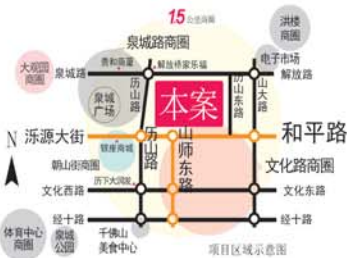 1.5公里商圈
洪楼
商圈
泉城路商圈
大观园
商圈
泉城路
贵和商厦
解放桥家乐福
电子市场
解放路
泉城
广场
历山路
本案
历山东路
山大路
N
泺源大街
和平路
银座商城
历山路
山师东路
朝山街商圈
文化路商圈
历下大润发
文化西路
文化东路
经十路
经十路
体育中心
商圈
泉城
公园
千佛山
美食中心
项目区域示意图